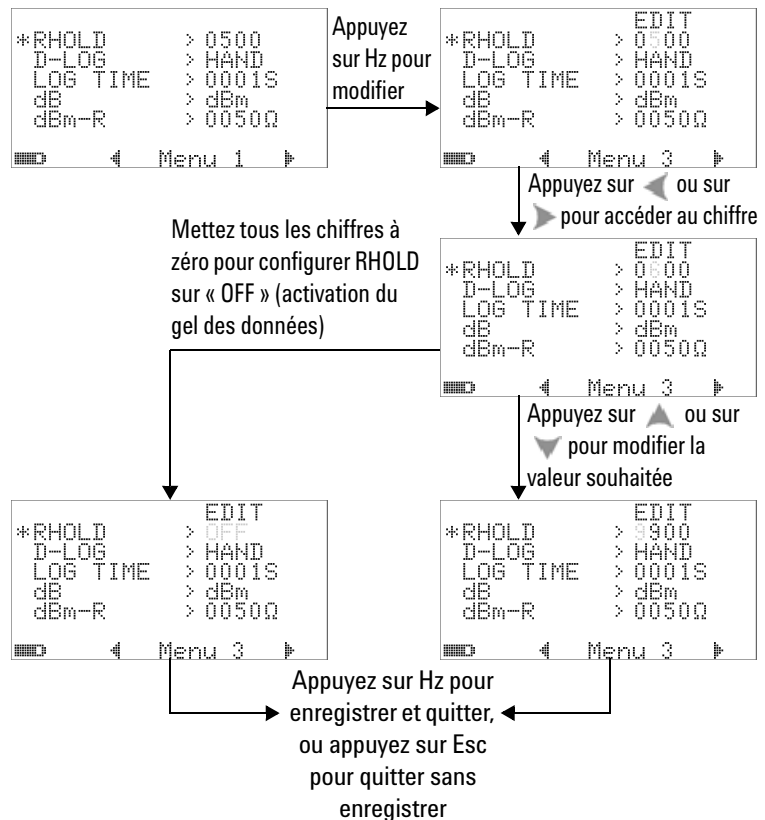 *RHOLD > 0500
D-LOG > HAND
LOG TIME > 0001S
dB > dBm
dBm-R > 0050Ω
Menu 1
Appuyez
sur Hz pour
modifier
EDIT
*RHOLD > 0500
D-LOG > HAND
LOG TIME > 0001S
dB > dBm
dBm-R > 0050Ω
Menu 3
Appuyez sur ou sur
pour accéder au chiffre
Mettez tous les chiffres à
zéro pour configurer RHOLD
sur « OFF » (activation du
gel des données)
EDIT
*RHOLD > 0600
D-LOG > HAND
LOG TIME > 0001S
dB > dBm
dBm-R > 0050Ω
Menu 3
Appuyez sur ou sur
pour modifier la
valeur souhaitée
EDIT
*RHOLD > OFF
D-LOG > HAND
LOG TIME > 0001S
dB > dBm
dBm-R > 0050Ω
Menu 3
EDIT
*RHOLD > 9900
D-LOG > HAND
LOG TIME > 0001S
dB > dBm
dBm-R > 0050Ω
Menu 3
Appuyez sur Hz pour
enregistrer et quitter,
ou appuyez sur Esc
pour quitter sans
enregistrer